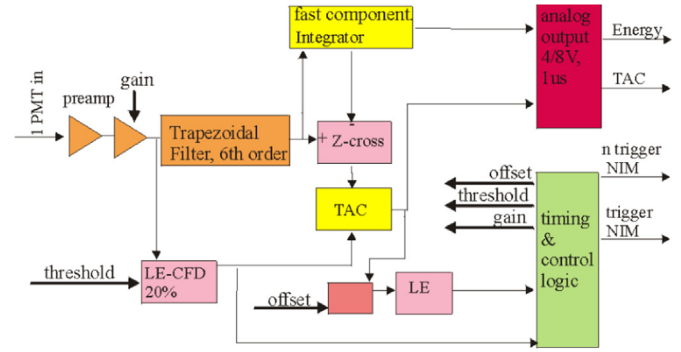 fast component.
Integrator
analog
output
4/8V,
1us
Energy
TAC
1 PMT in
preamp
gain
Trapezoidal
Filter, 6th order
-
+ Z-cross
TAC
n trigger
NIM
offset
threshold
gain
timing
&
control
logic
trigger
NIM
threshold
LE-CFD
20%
offset
LE